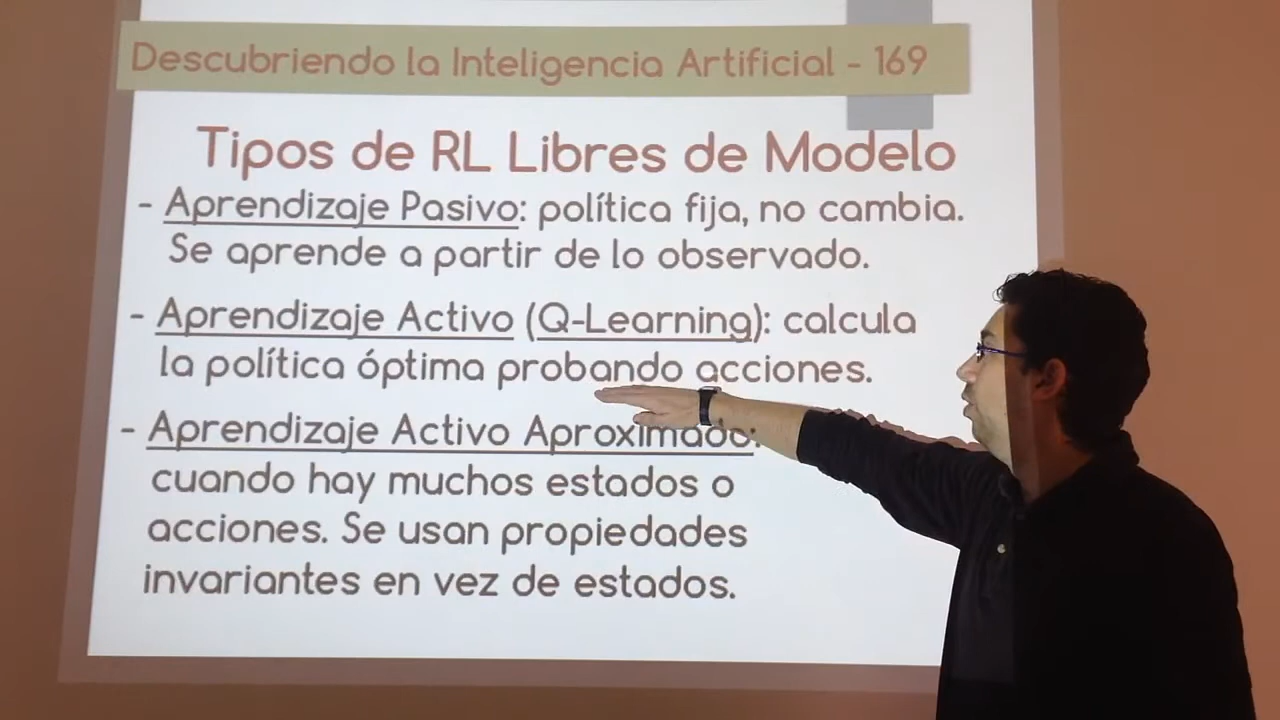 Descubriendo la Inteligencia Artificial - 169
Tipos de RL Libres de Modelo
- Aprendizaje Pasivo: política fija, no cambia.
Se aprende a partir de lo observado.
- Aprendizaje Activo (Q-Learning): calcula
la política óptima probando acciones.
- Aprendizaje Activo Aproximado:
cuando hay muchos estados o
acciones. Se usan propiedades
invariantes en vez de estados.